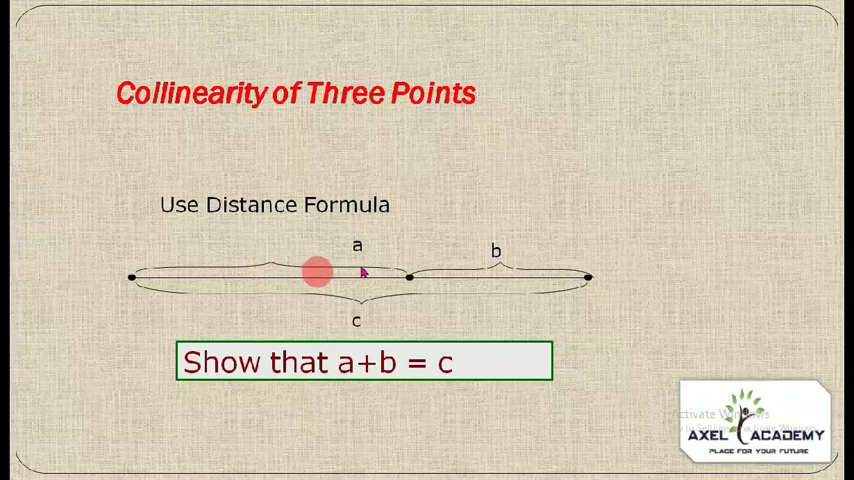 Collinearity of Three Points
Use Distance Formula
a
b
c
Show that a+b = c
AXEL ACADEMY
PLACE FOR YOUR FUTURE